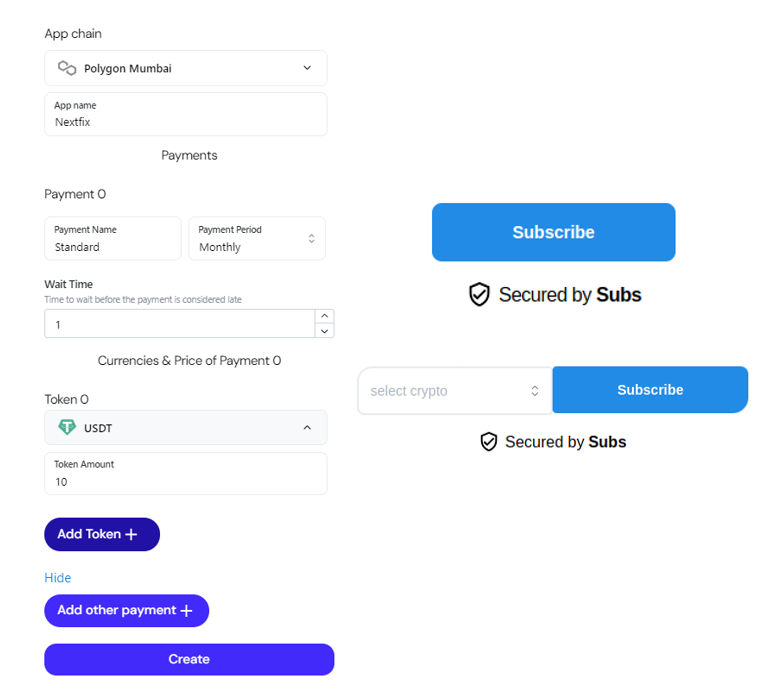 App chain
Polygon Mumbai
App name
Nextfix
Payments
Payment 0
Payment Name
Standard
Payment Period
Monthly
Wait Time
Time to wait before the payment is considered late
1
Currencies & Price of Payment 0
Token 0
USDT
Token Amount
10
Add Token +
Hide
Add other payment +
Create
Subscribe
Secured by Subs
select crypto
Subscribe
Secured by Subs